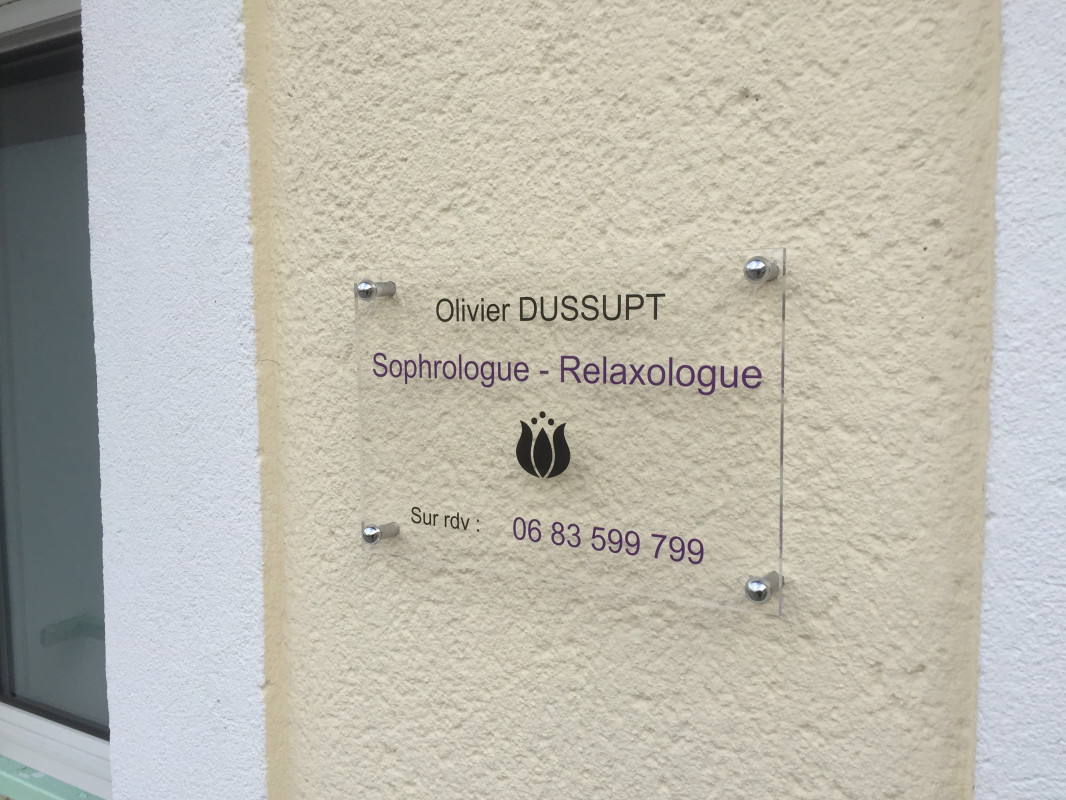 Olivier DUSSUPT
Sophrologue - Relaxologue
Sur rdv : 06 83 599 799